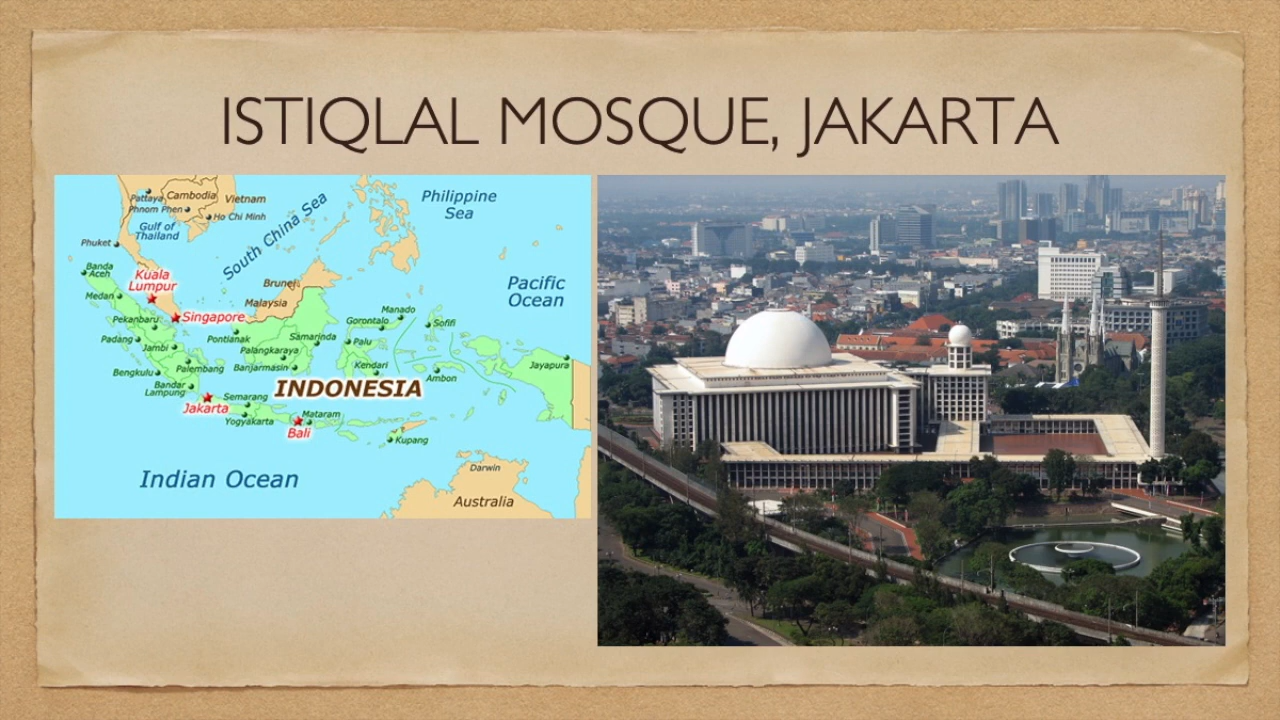 ISTIQLAL MOSQUE, JAKARTA
Pattaya
Cambodia
Vietnam
Phnom Phen
Ho Chi Minh
Gulf of
Thailand
South China Sea
Philippine
Sea
Phuket
Banda
Aceh
Kuala
Lumpur
Medan
Brunei
Malaysia
Pacific
Ocean
Singapore
Pekanbaru
Padang
Jambi
Pontianak
Samarinda
Palangkaraya
Gorontalo
Manado
Sofifi
Palu
Bengkulu
Palembang
Banjarmasin
Kendari
Ambon
Jayapura
Bandar
Lampung
INDONESIA
Jakarta
Semarang
Yogyakarta
Mataram
Bali
Kupang
Indian Ocean
Darwin
Australia